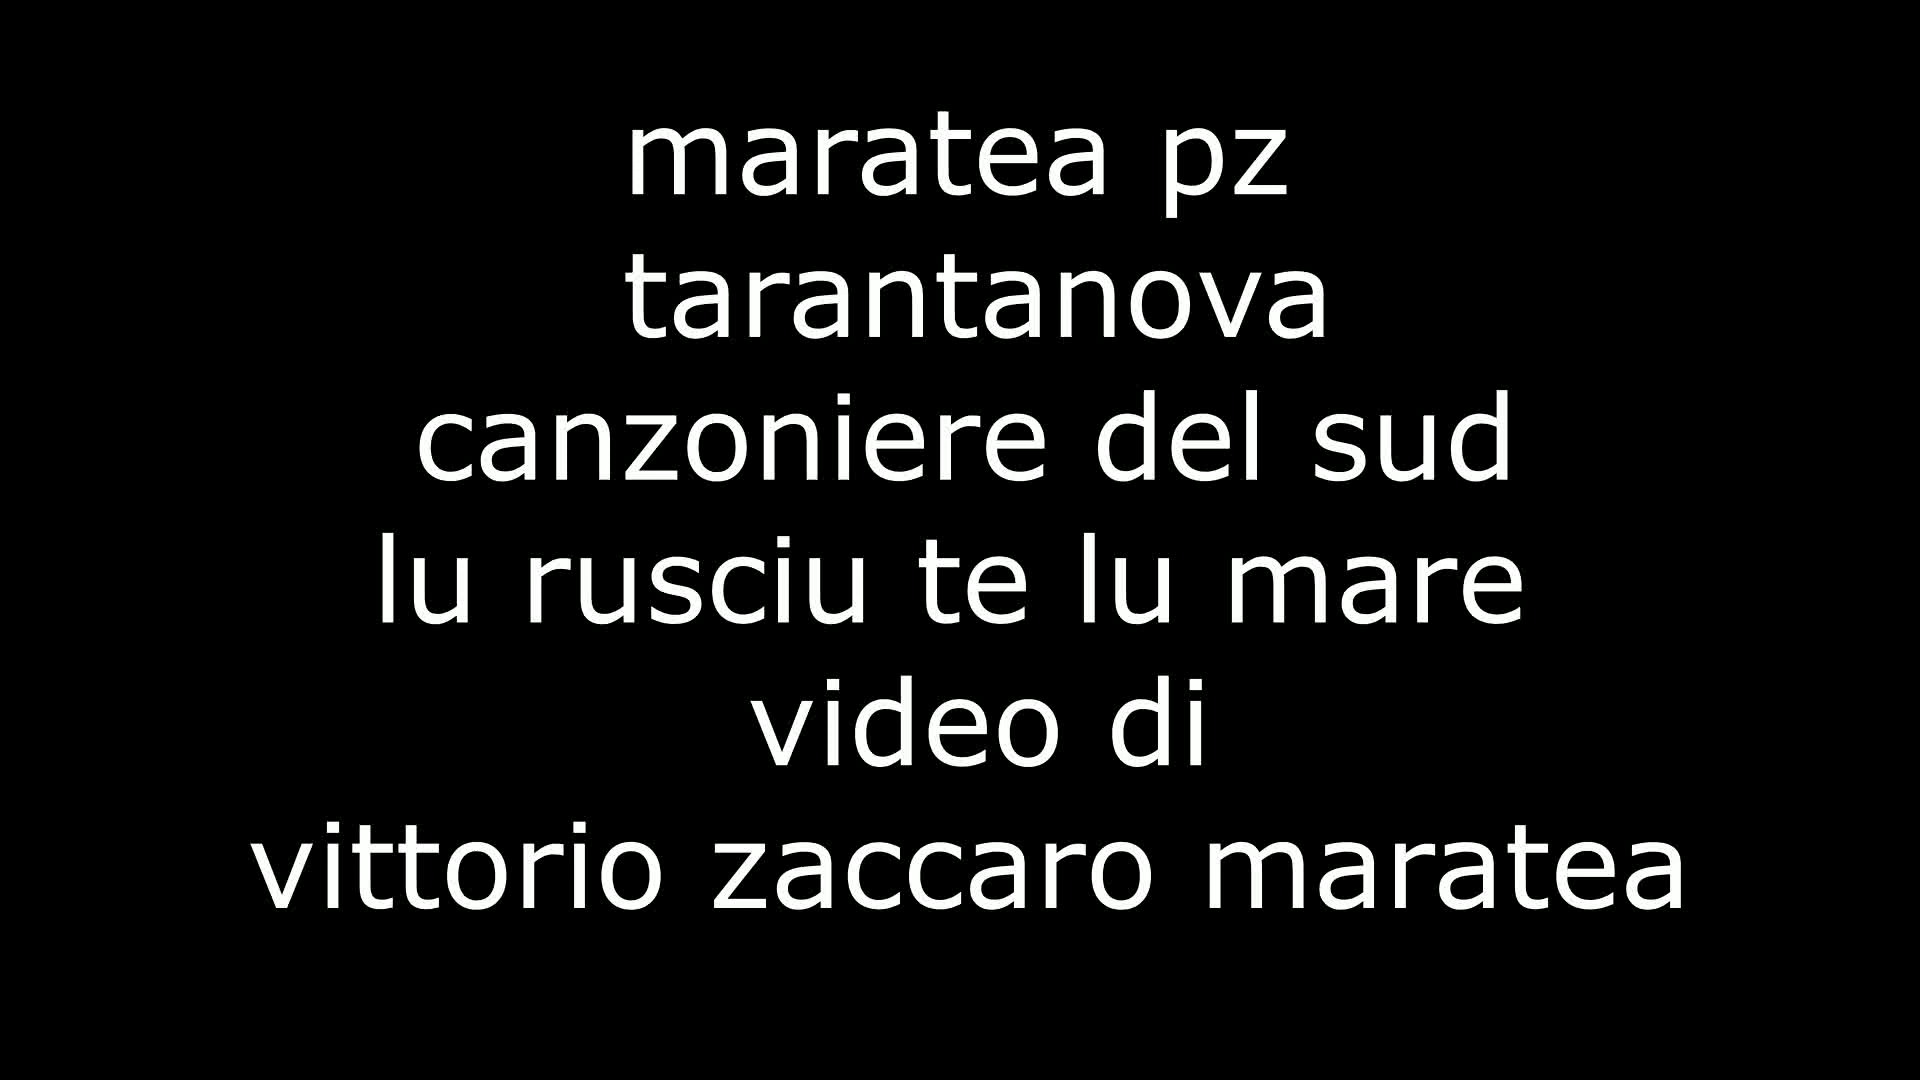 maratea pz
tarantanova
canzoniere del sud
lu rusciu te lu mare
video di
vittorio zaccaro maratea